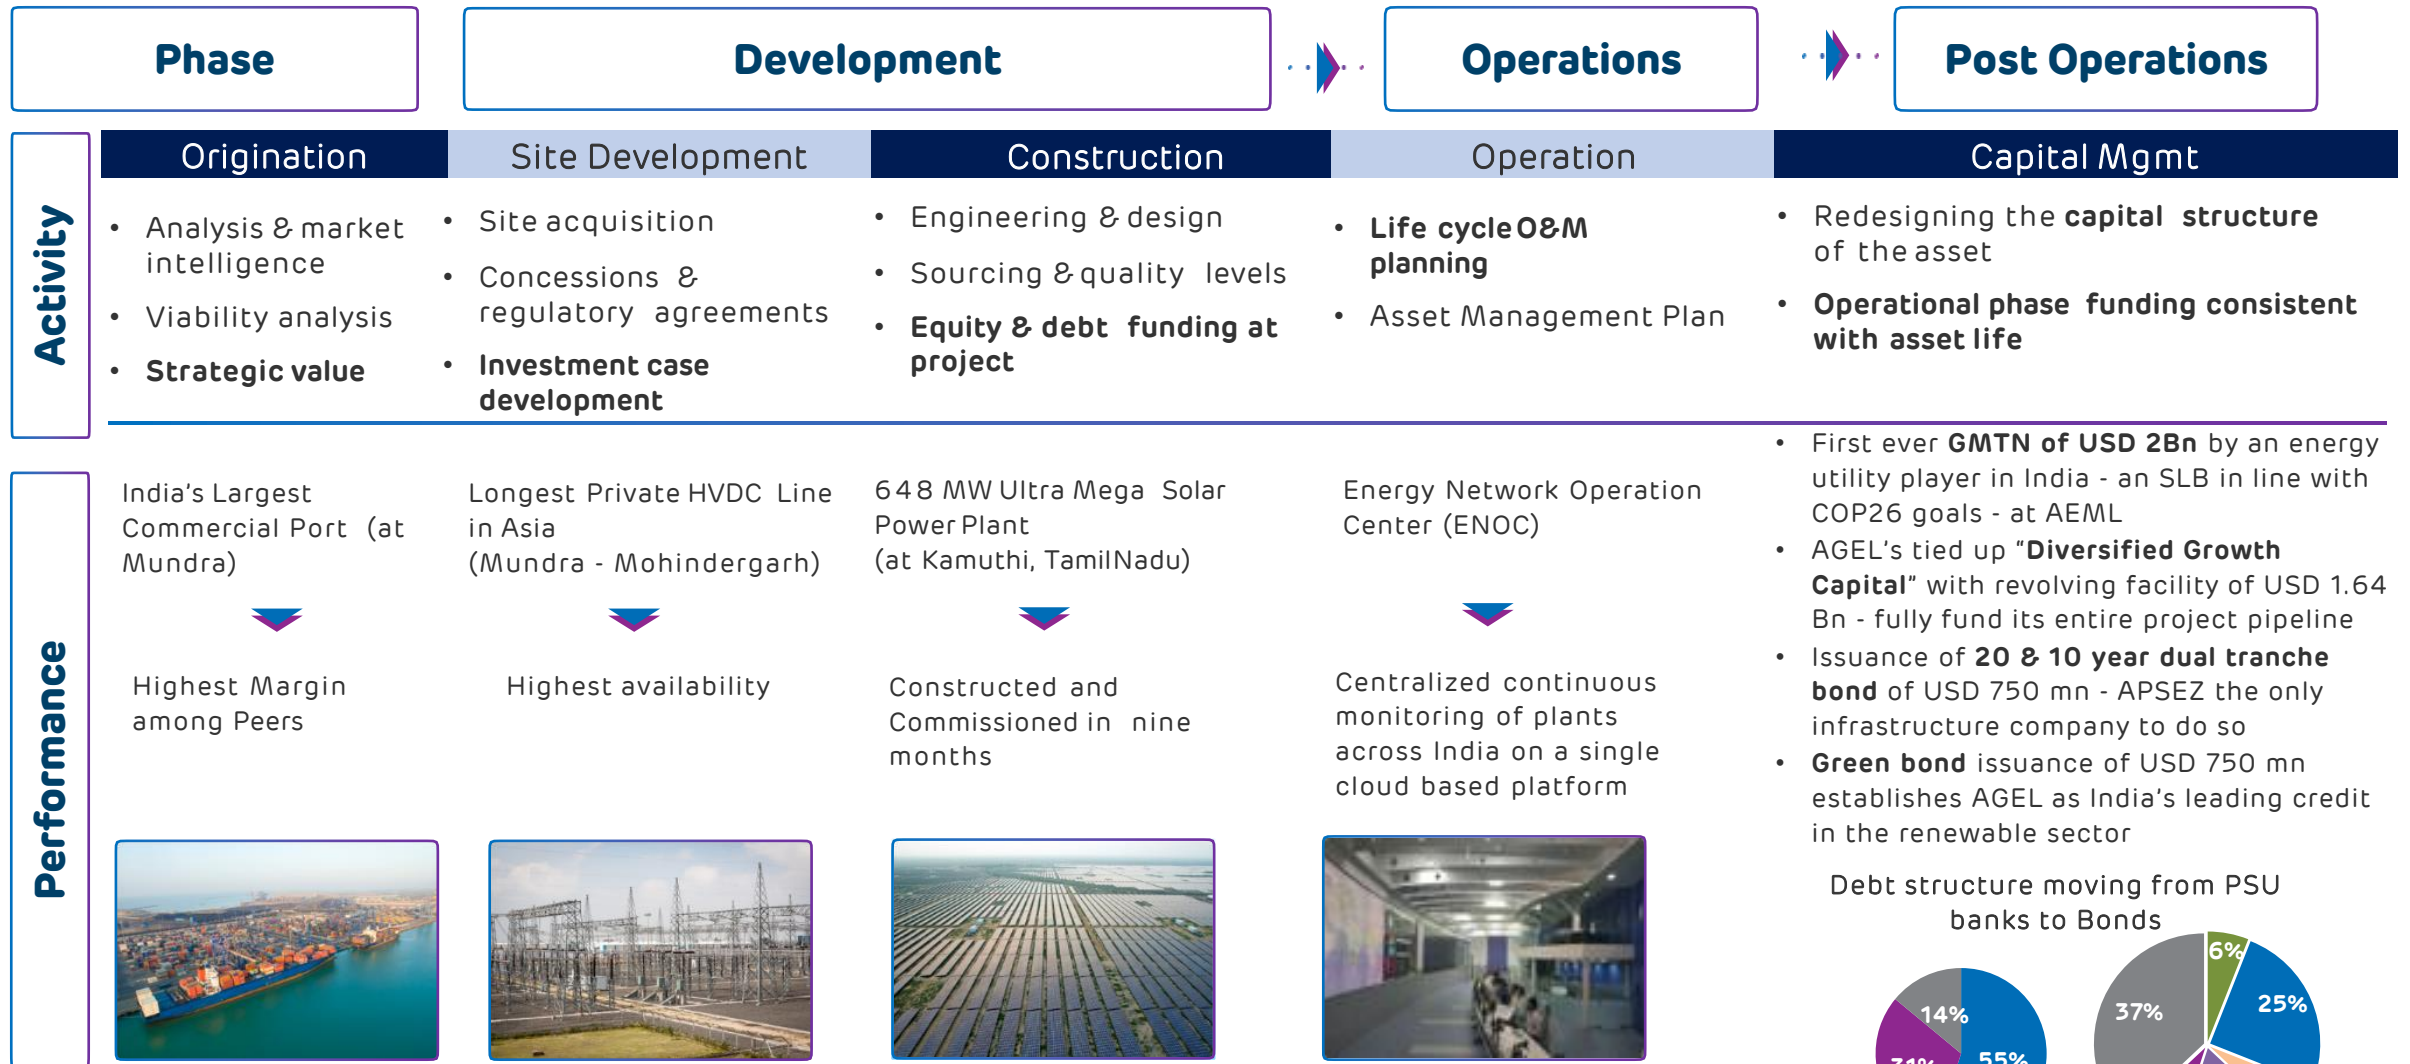 Phase
Development
Operations
Post Operations
Activity
Origination
Site Development
Construction
Operation
Capital Mgmt
• Analysis & market
intelligence
• Viability analysis
• Strategic value
• Site acquisition
• Concessions &
regulatory agreements
• Investment case
development
• Engineering & design
• Sourcing & quality levels
• Equity & debt funding at
project
• Life cycle O&M
planning
• Asset Management Plan
• Redesigning the capital structure
of the asset
• Operational phase funding consistent
with asset life
Performance
India's Largest
Commercial Port (at
Mundra)
Highest Margin
among Peers
Longest Private HVDC Line
in Asia
(Mundra - Mohindergarh)
Highest availability
648 MW Ultra Mega Solar
Power Plant
(at Kamuthi, TamilNadu)
Constructed and
Commissioned in nine
months
Energy Network Operation
Center (ENOC)
Centralized continuous
monitoring of plants
across India on a single
cloud based platform
• First ever GMTN of USD 2Bn by an energy
utility player in India - an SLB in line with
COP26 goals - at AEML
• AGEL's tied up "Diversified Growth
Capital" with revolving facility of USD 1.64
Bn - fully fund its entire project pipeline
• Issuance of 20 & 10 year dual tranche
bond of USD 750 mn - APSEZ the only
infrastructure company to do so
• Green bond issuance of USD 750 mn
establishes AGEL as India's leading credit
in the renewable sector
Debt structure moving from PSU
banks to Bonds
14%
31%
55%
6%
37%
25%